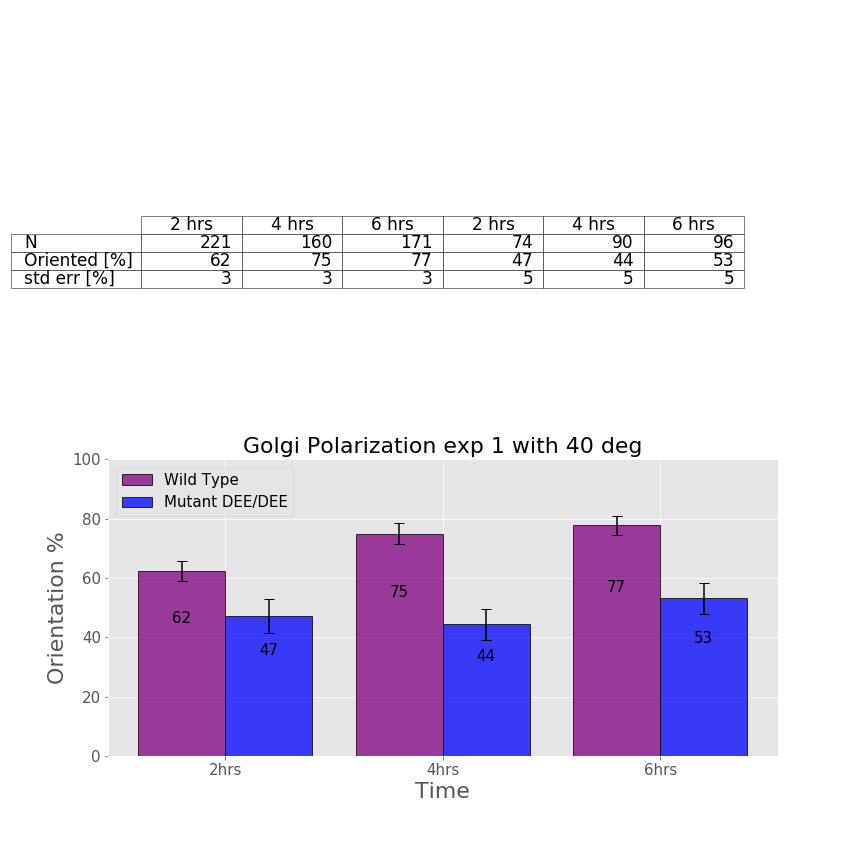 2 hrs 4 hrs 6 hrs 2 hrs 4 hrs 6 hrs
N 221 160 171 74 90 96
Oriented [%] 62 75 77 47 44 53
std err [%] 3 3 3 5 5 5
Golgi Polarization exp 1 with 40 deg
Wild Type
Mutant DEE/DEE
Orientation %
100
80
60
40
20
0
62
47
75
44
77
53
2hrs 4hrs 6hrs
Time